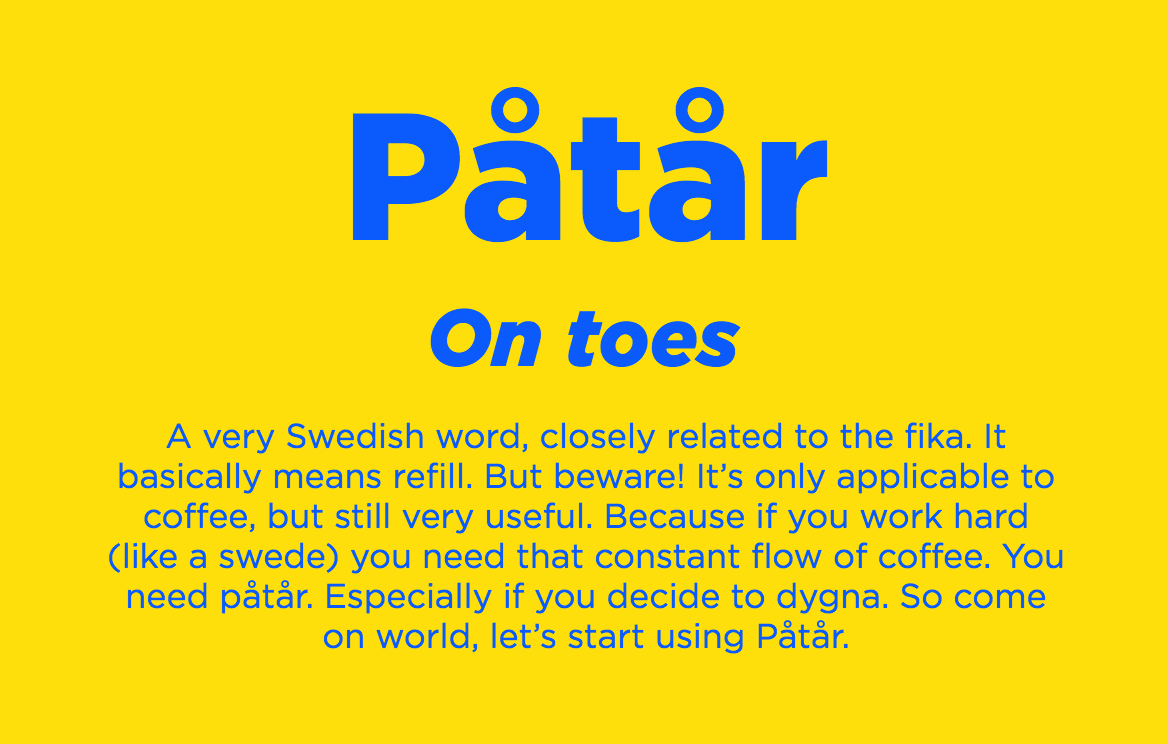 Påtår
On toes
A very Swedish word, closely related to the fika. It
basically means refill. But beware! It’s only applicable to
coffee, but still very useful. Because if you work hard
(like a swede) you need that constant flow of coffee. You
need påtår. Especially if you decide to dygna. So come
on world, let’s start using Påtår.